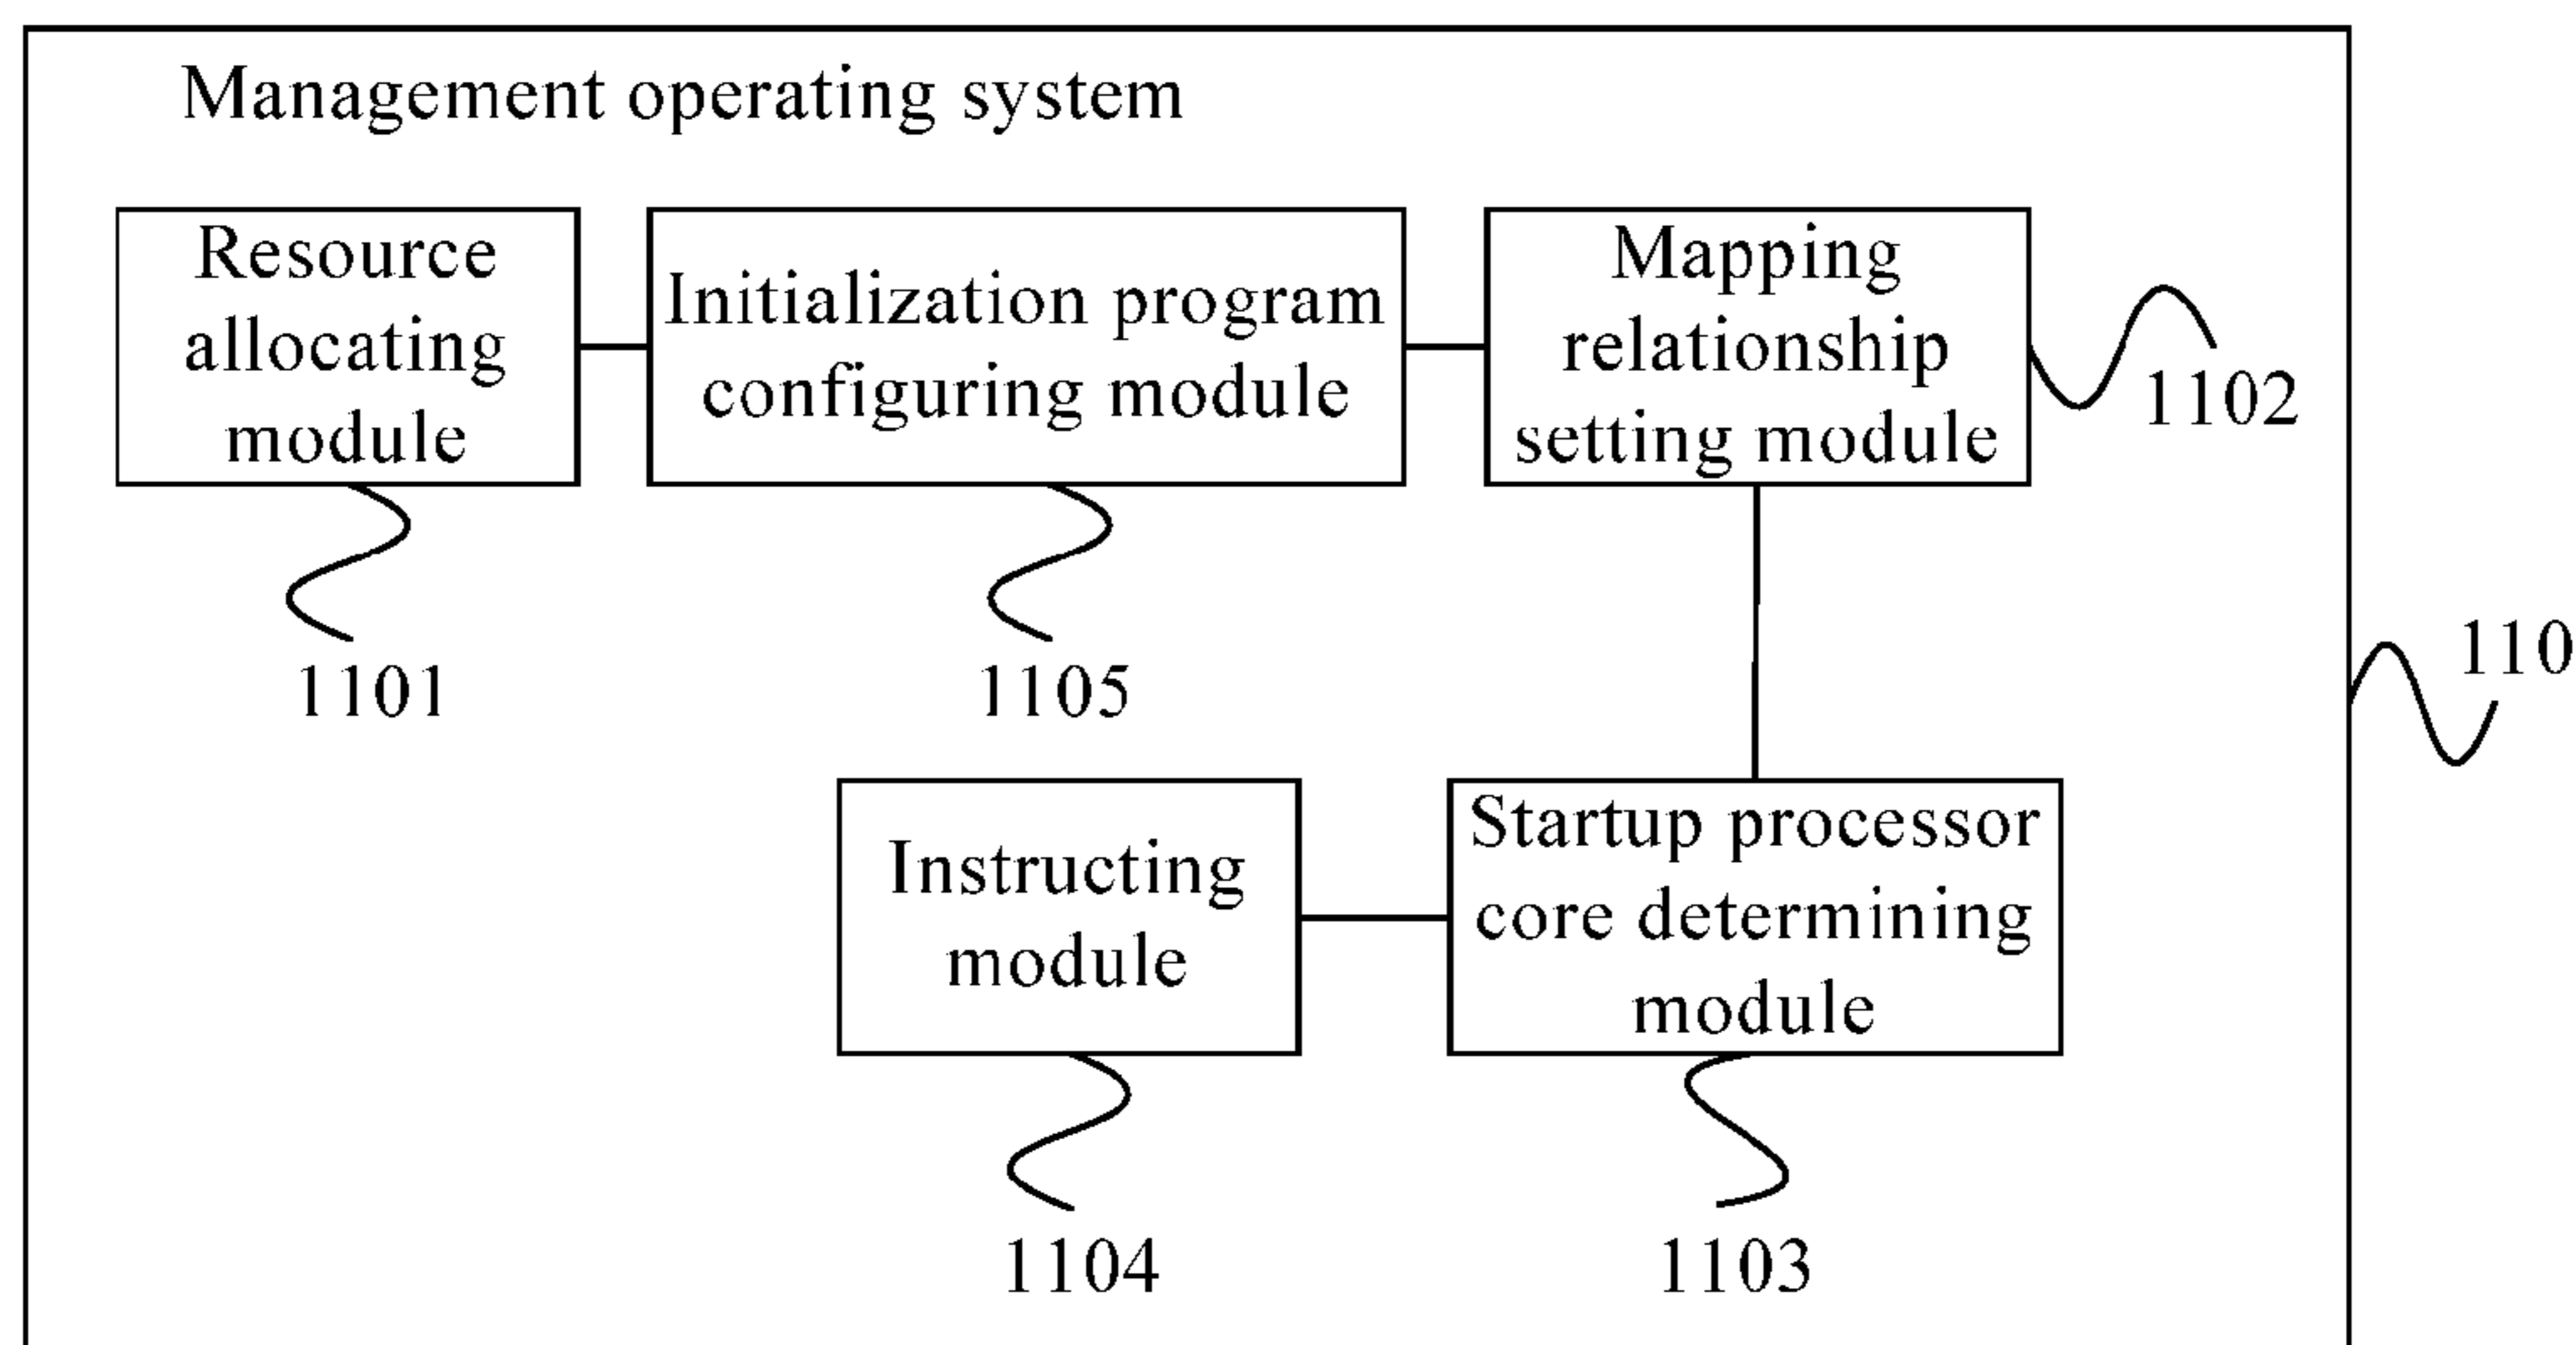 Management operating system
Resource
allocating
module
Initialization program
configuring module
Mapping
relationship
setting module
1102
1101
1105
110
Instructing
module
Startup processor
core determining
module
1104
1103